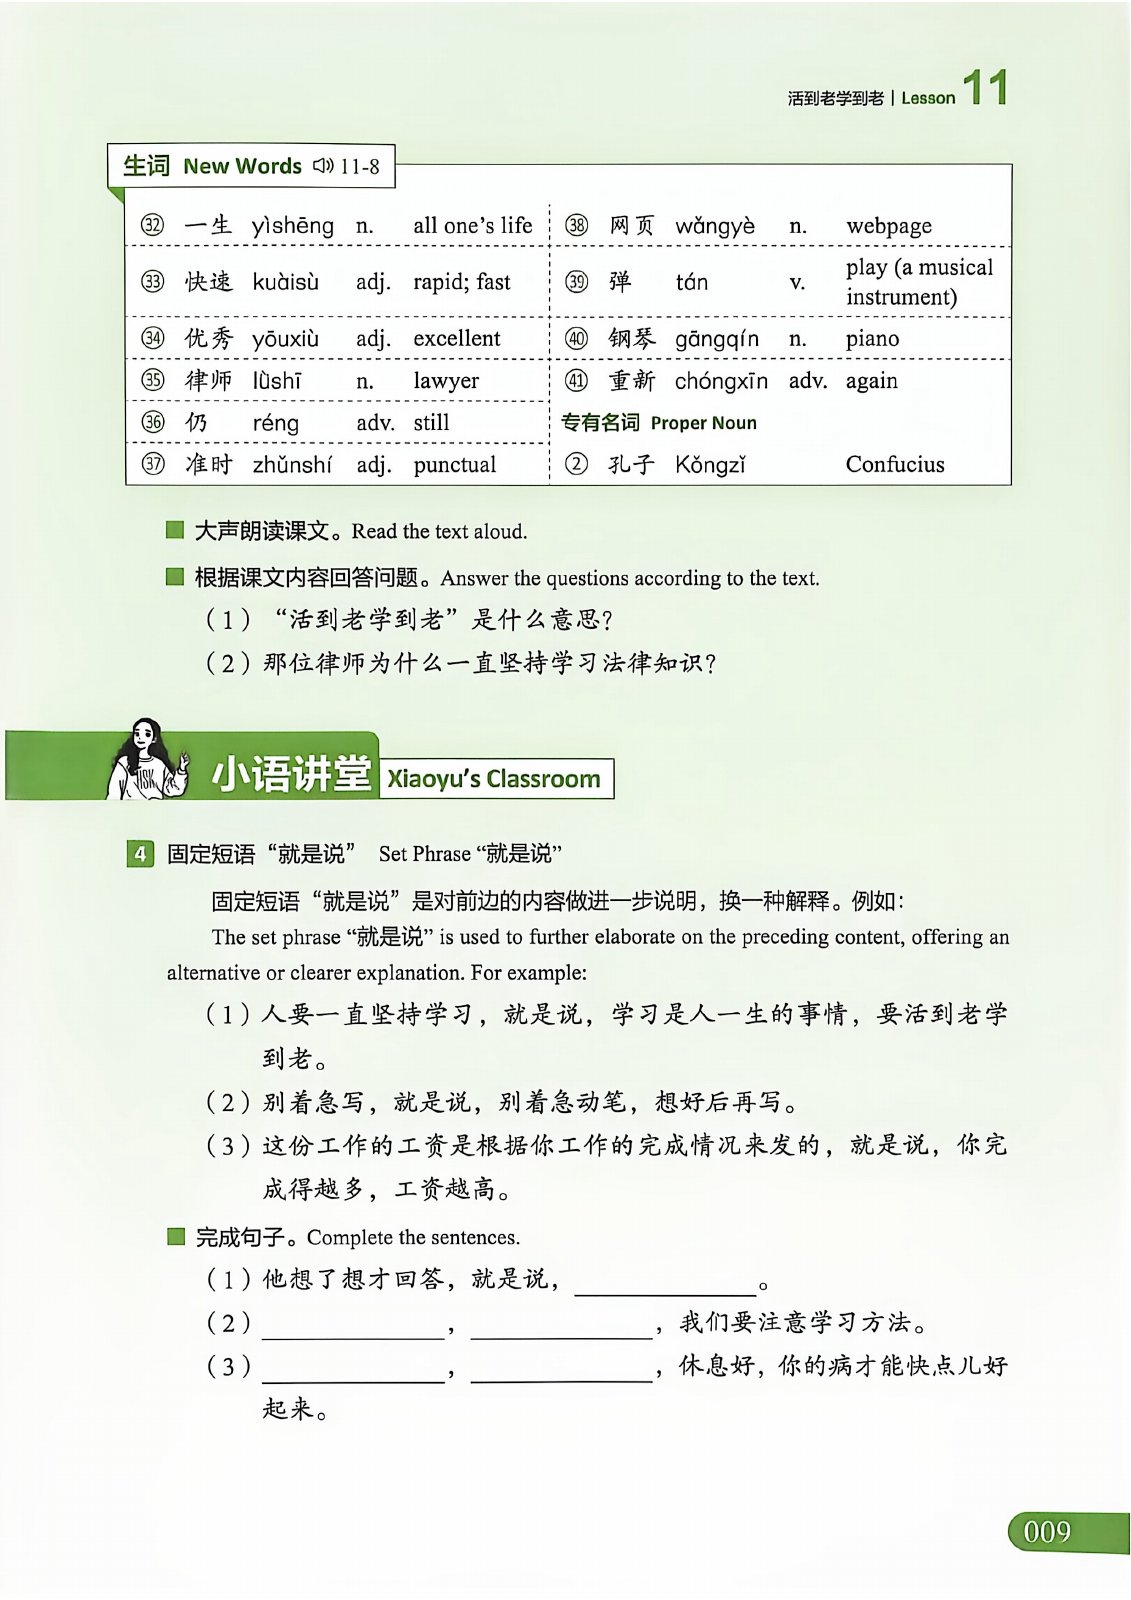 活到老学到老 | Lesson 11
生词 New Words 11-8
㉜ 一生 yìshēng n. all one's life
㉝ 快速 kuàisù adj. rapid; fast
㉞ 优秀 yōuxiù adj. excellent
㉟ 律师 lùshī n. lawyer
㊱ 仍 réng adv. still
㊲ 准时 zhǔnshí adj. punctual
㊳ 网页 wǎngyè n. webpage
㊴ 弹 tán v. play (a musical
instrument)
㊵ 钢琴 gāngqín n. piano
㊶ 重新 chóngxīn adv. again
专有名词 Proper Noun
② 孔子 Kǒngzǐ Confucius
大声朗读课文。Read the text aloud.
根据课文内容回答问题。Answer the questions according to the text.
（1）“活到老学到老”是什么意思？
（2）那位律师为什么一直坚持学习法律知识？
小语讲堂 Xiaoyu's Classroom
4 固定短语“就是说” Set Phrase “就是说”
固定短语“就是说”是对前边的内容做进一步说明，换一种解释。例如：
The set phrase “就是说” is used to further elaborate on the preceding content, offering an
alternative or clearer explanation. For example:
（1）人要一直坚持学习，就是说，学习是人一生的事情，要活到老学
到老。
（2）别着急写，就是说，别着急动笔，想好后再写。
（3）这份工作的工资是根据你工作的完成情况来发的，就是说，你完
成得越多，工资越高。
完成句子。Complete the sentences.
（1）他想了想才回答，就是说，______________。
（2）______________，______________，我们要注意学习方法。
（3）______________，______________，休息好，你的病才能快点儿好
起来。
009